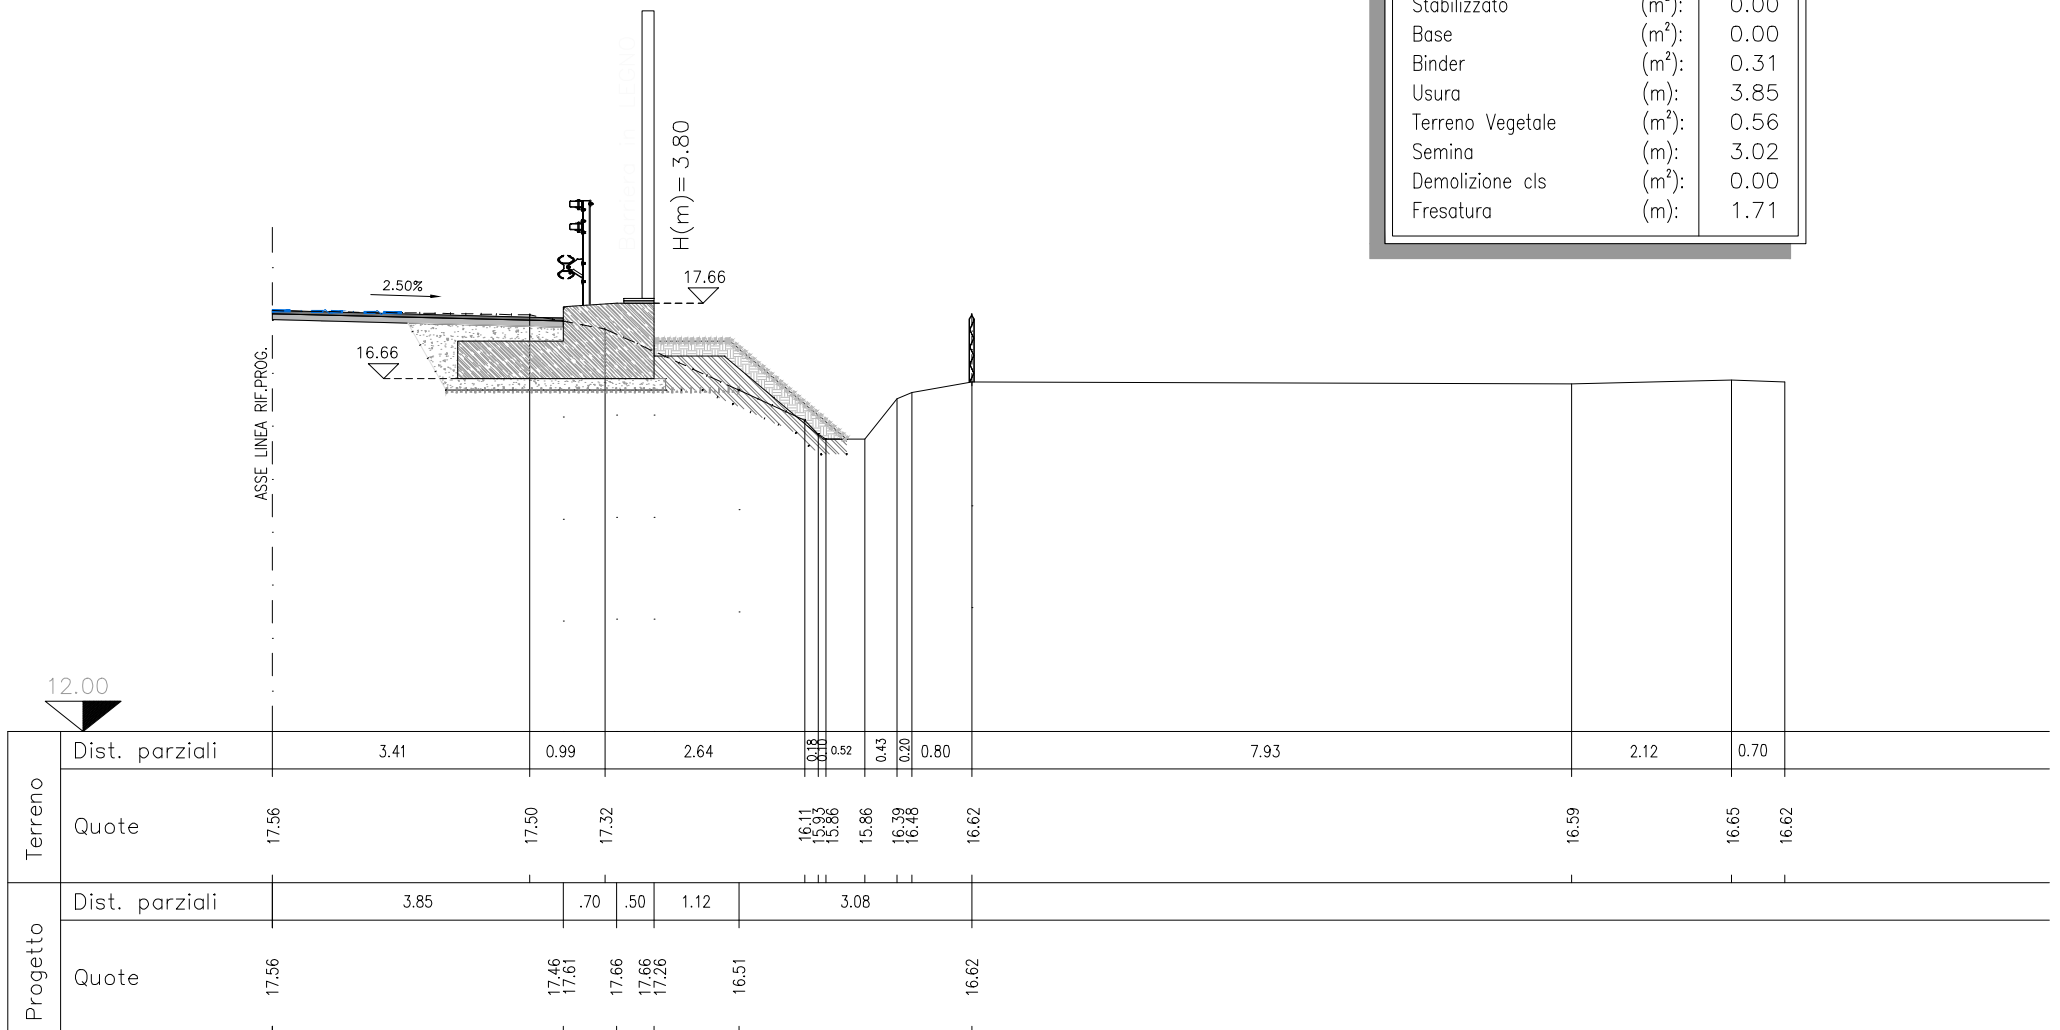 Stabilizzato (m²): 0.00
Base (m²): 0.00
Binder (m²): 0.31
Usura (m): 3.85
Terreno Vegetale (m²): 0.56
Semina (m): 3.02
Demolizione cls (m²): 0.00
Fresatura (m): 1.71
H(m)= 3.80
2.50%
17.66
16.66
ASSE LINEA RIF.PROG.
12.00
Terreno
Dist. parziali 3.41 0.99 2.64 0.18 0.10 0.52 0.43 0.20 0.80 7.93 2.12 0.70
Quote 17.56 17.50 17.32 16.11 15.93 15.86 15.86 16.39 16.48 16.62 16.59 16.65 16.62
Progetto
Dist. parziali 3.85 .70 .50 1.12 3.08
Quote 17.56 17.46 17.61 17.66 17.66 17.26 16.51 16.62